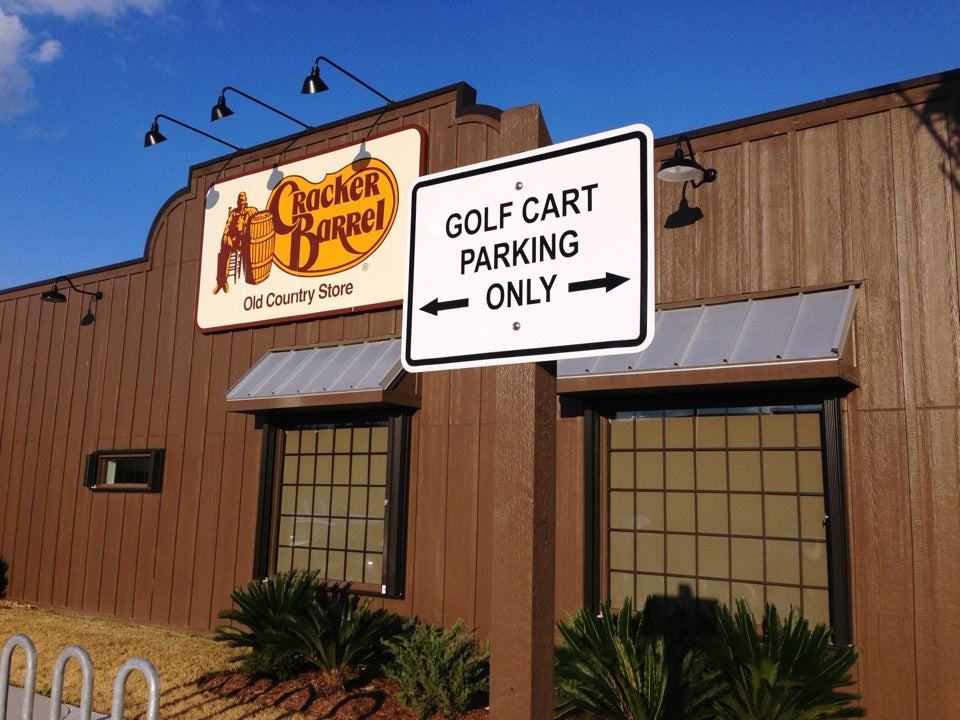 Cracker
Barrel
®
Old Country Store
GOLF CART
PARKING
ONLY